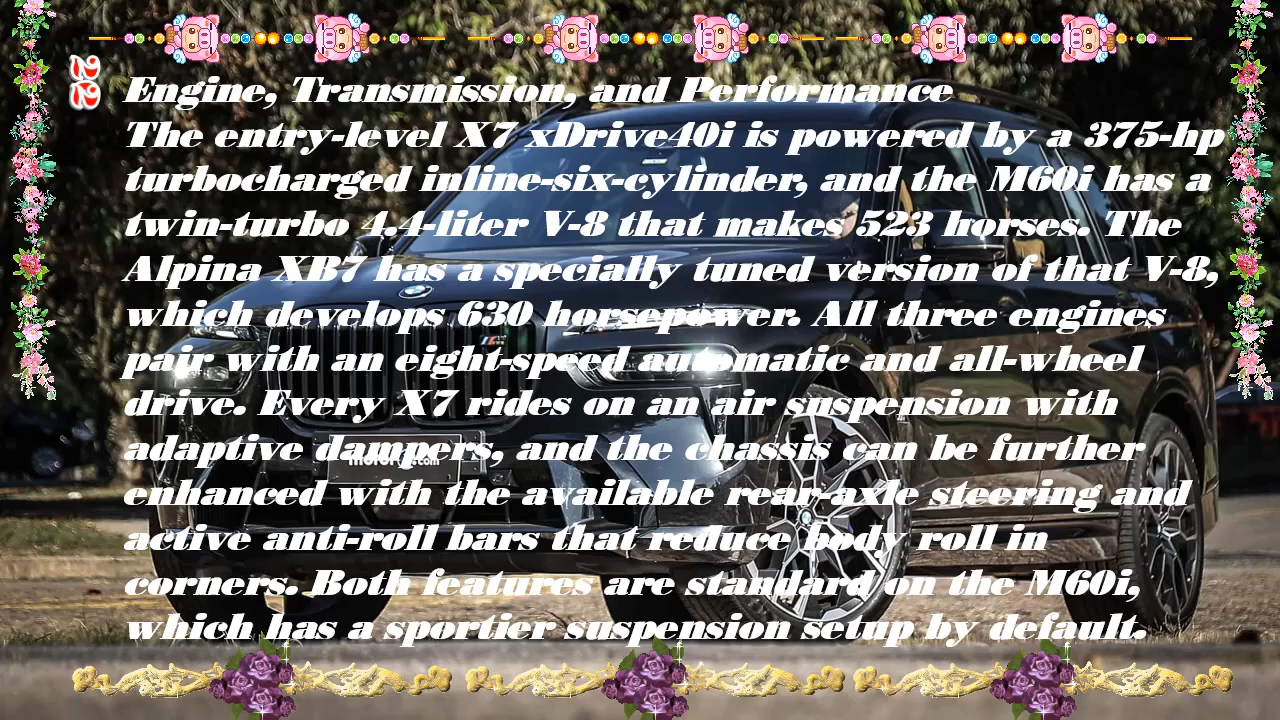 22
Engine, Transmission, and Performance
The entry-level X7 xDrive40i is powered by a 375-hp
turbocharged inline-six-cylinder, and the M60i has a
twin-turbo 4.4-liter V-8 that makes 523 horses. The
Alpina XB7 has a specially tuned version of that V-8,
which develops 630 horsepower. All three engines
pair with an eight-speed automatic and all-wheel
drive. Every X7 rides on an air suspension with
adaptive dampers, and the chassis can be further
enhanced with the available rear-axle steering and
active anti-roll bars that reduce body roll in
corners. Both features are standard on the M60i,
which has a sportier suspension setup by default.